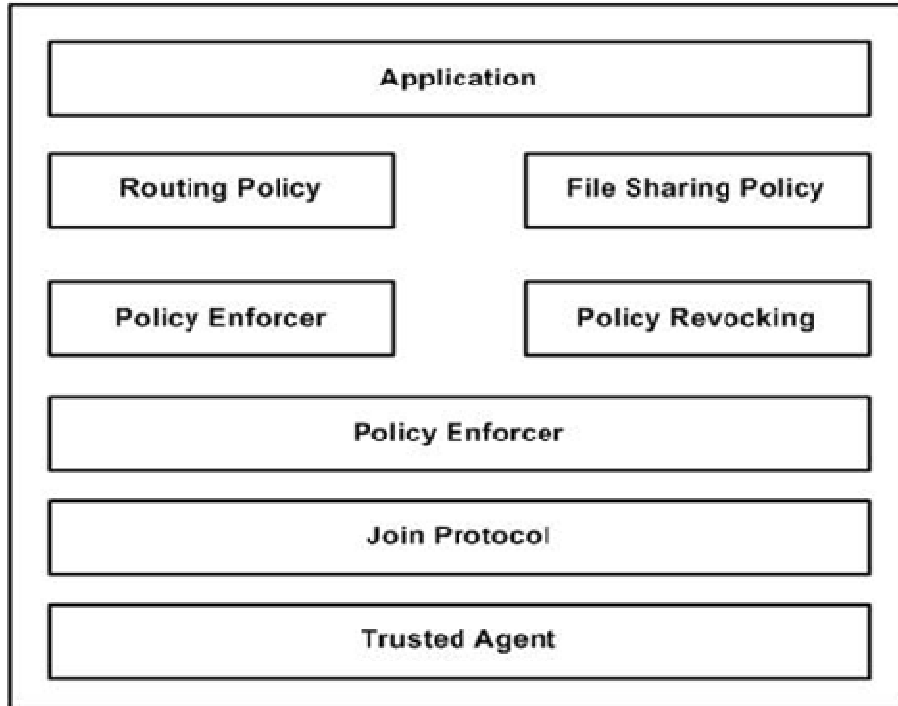 Application
Routing Policy
File Sharing Policy
Policy Enforcer
Policy Revocking
Policy Enforcer
Join Protocol
Trusted Agent